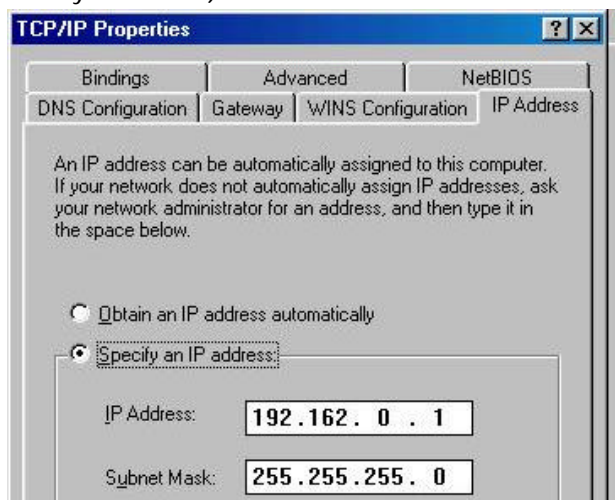 TCP/IP Properties
? X
Bindings Advanced NetBIOS
DNS Configuration Gateway WINS Configuration IP Address
An IP address can be automatically assigned to this computer.
If your network does not automatically assign IP addresses, ask
your network administrator for an address, and then type it in
the space below.
Obtain an IP address automatically
Specify an IP address:
IP Address: 192.162. 0 . 1
Subnet Mask: 255.255.255. 0